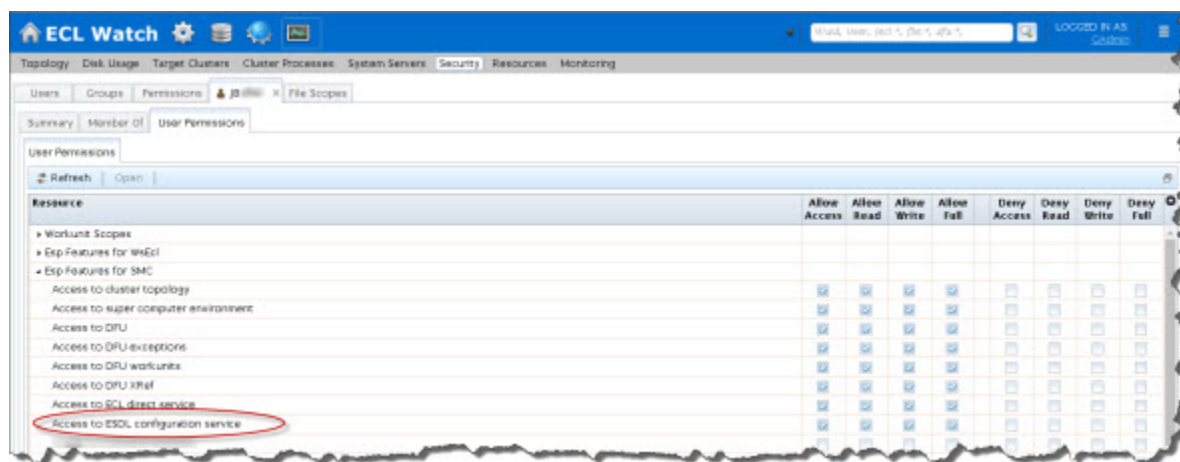 ECL Watch
LOGGED IN AS:
Topology Disk Usage Target Clusters Cluster Processes System Servers Security Resources Monitoring
Users Groups Permissions JB File Scopes
Summary Member Of User Permissions
User Permissions
Refresh Open
Resource Allow Access Allow Read Allow Write Allow Full Deny Access Deny Read Deny Write Deny Full
Workunit Scopes
Esp Features for WsEcl
Esp Features for SMC
Access to cluster topology
Access to super computer environment
Access to DFU
Access to DFU exceptions
Access to DFU workunits
Access to DFU XRef
Access to ECL direct service
Access to ESDL configuration service